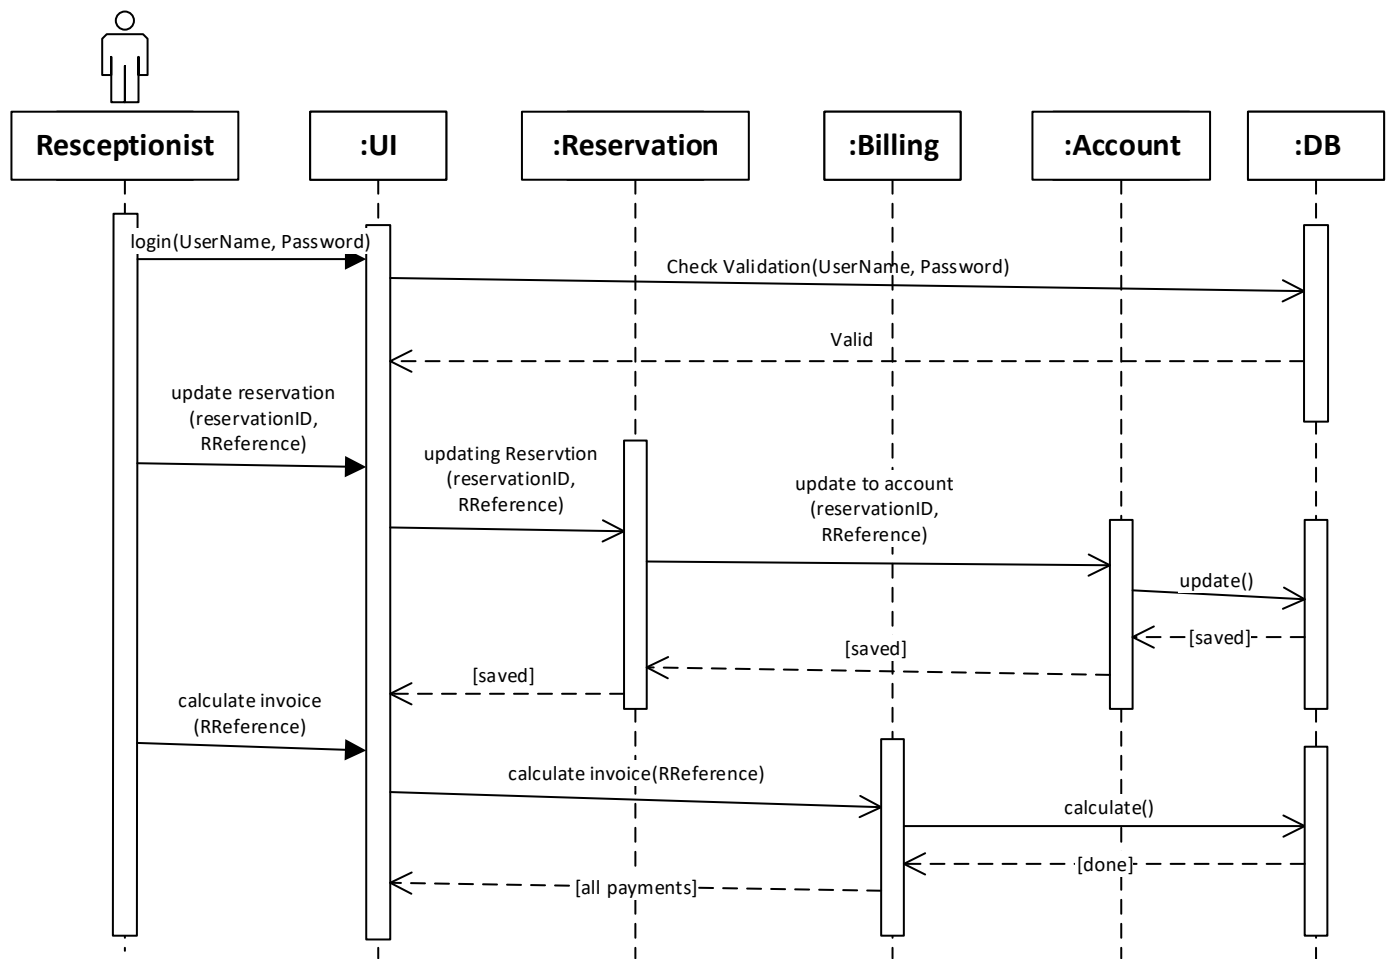 Resceptionist
:UI
:Reservation
:Billing
:Account
:DB
login(UserName, Password)
Check Validation(UserName, Password)
Valid
update reservation
(reservationID,
RReference)
updating Reservtion
(reservationID,
RReference)
update to account
(reservationID,
RReference)
update()
[saved]
[saved]
[saved]
calculate invoice
(RReference)
calculate invoice(RReference)
calculate()
[done]
[all payments]